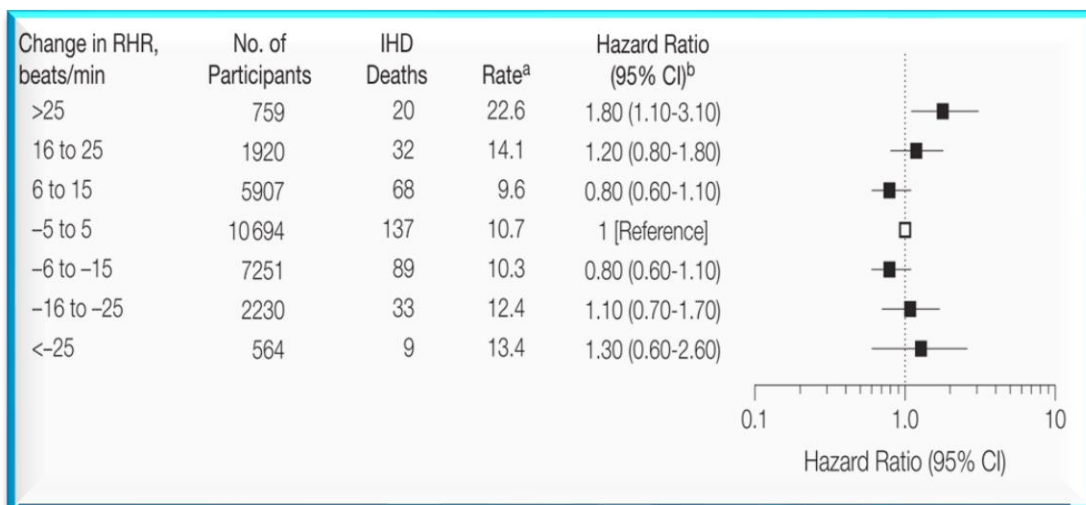 Change in RHR, No. of IHD Hazard Ratio
beats/min Participants Deaths Rateᵃ (95% CI)ᵇ
>25 759 20 22.6 1.80 (1.10-3.10)
16 to 25 1920 32 14.1 1.20 (0.80-1.80)
6 to 15 5907 68 9.6 0.80 (0.60-1.10)
–5 to 5 10694 137 10.7 1 [Reference]
–6 to –15 7251 89 10.3 0.80 (0.60-1.10)
–16 to –25 2230 33 12.4 1.10 (0.70-1.70)
<–25 564 9 13.4 1.30 (0.60-2.60)
0.1 1.0 10
Hazard Ratio (95% CI)